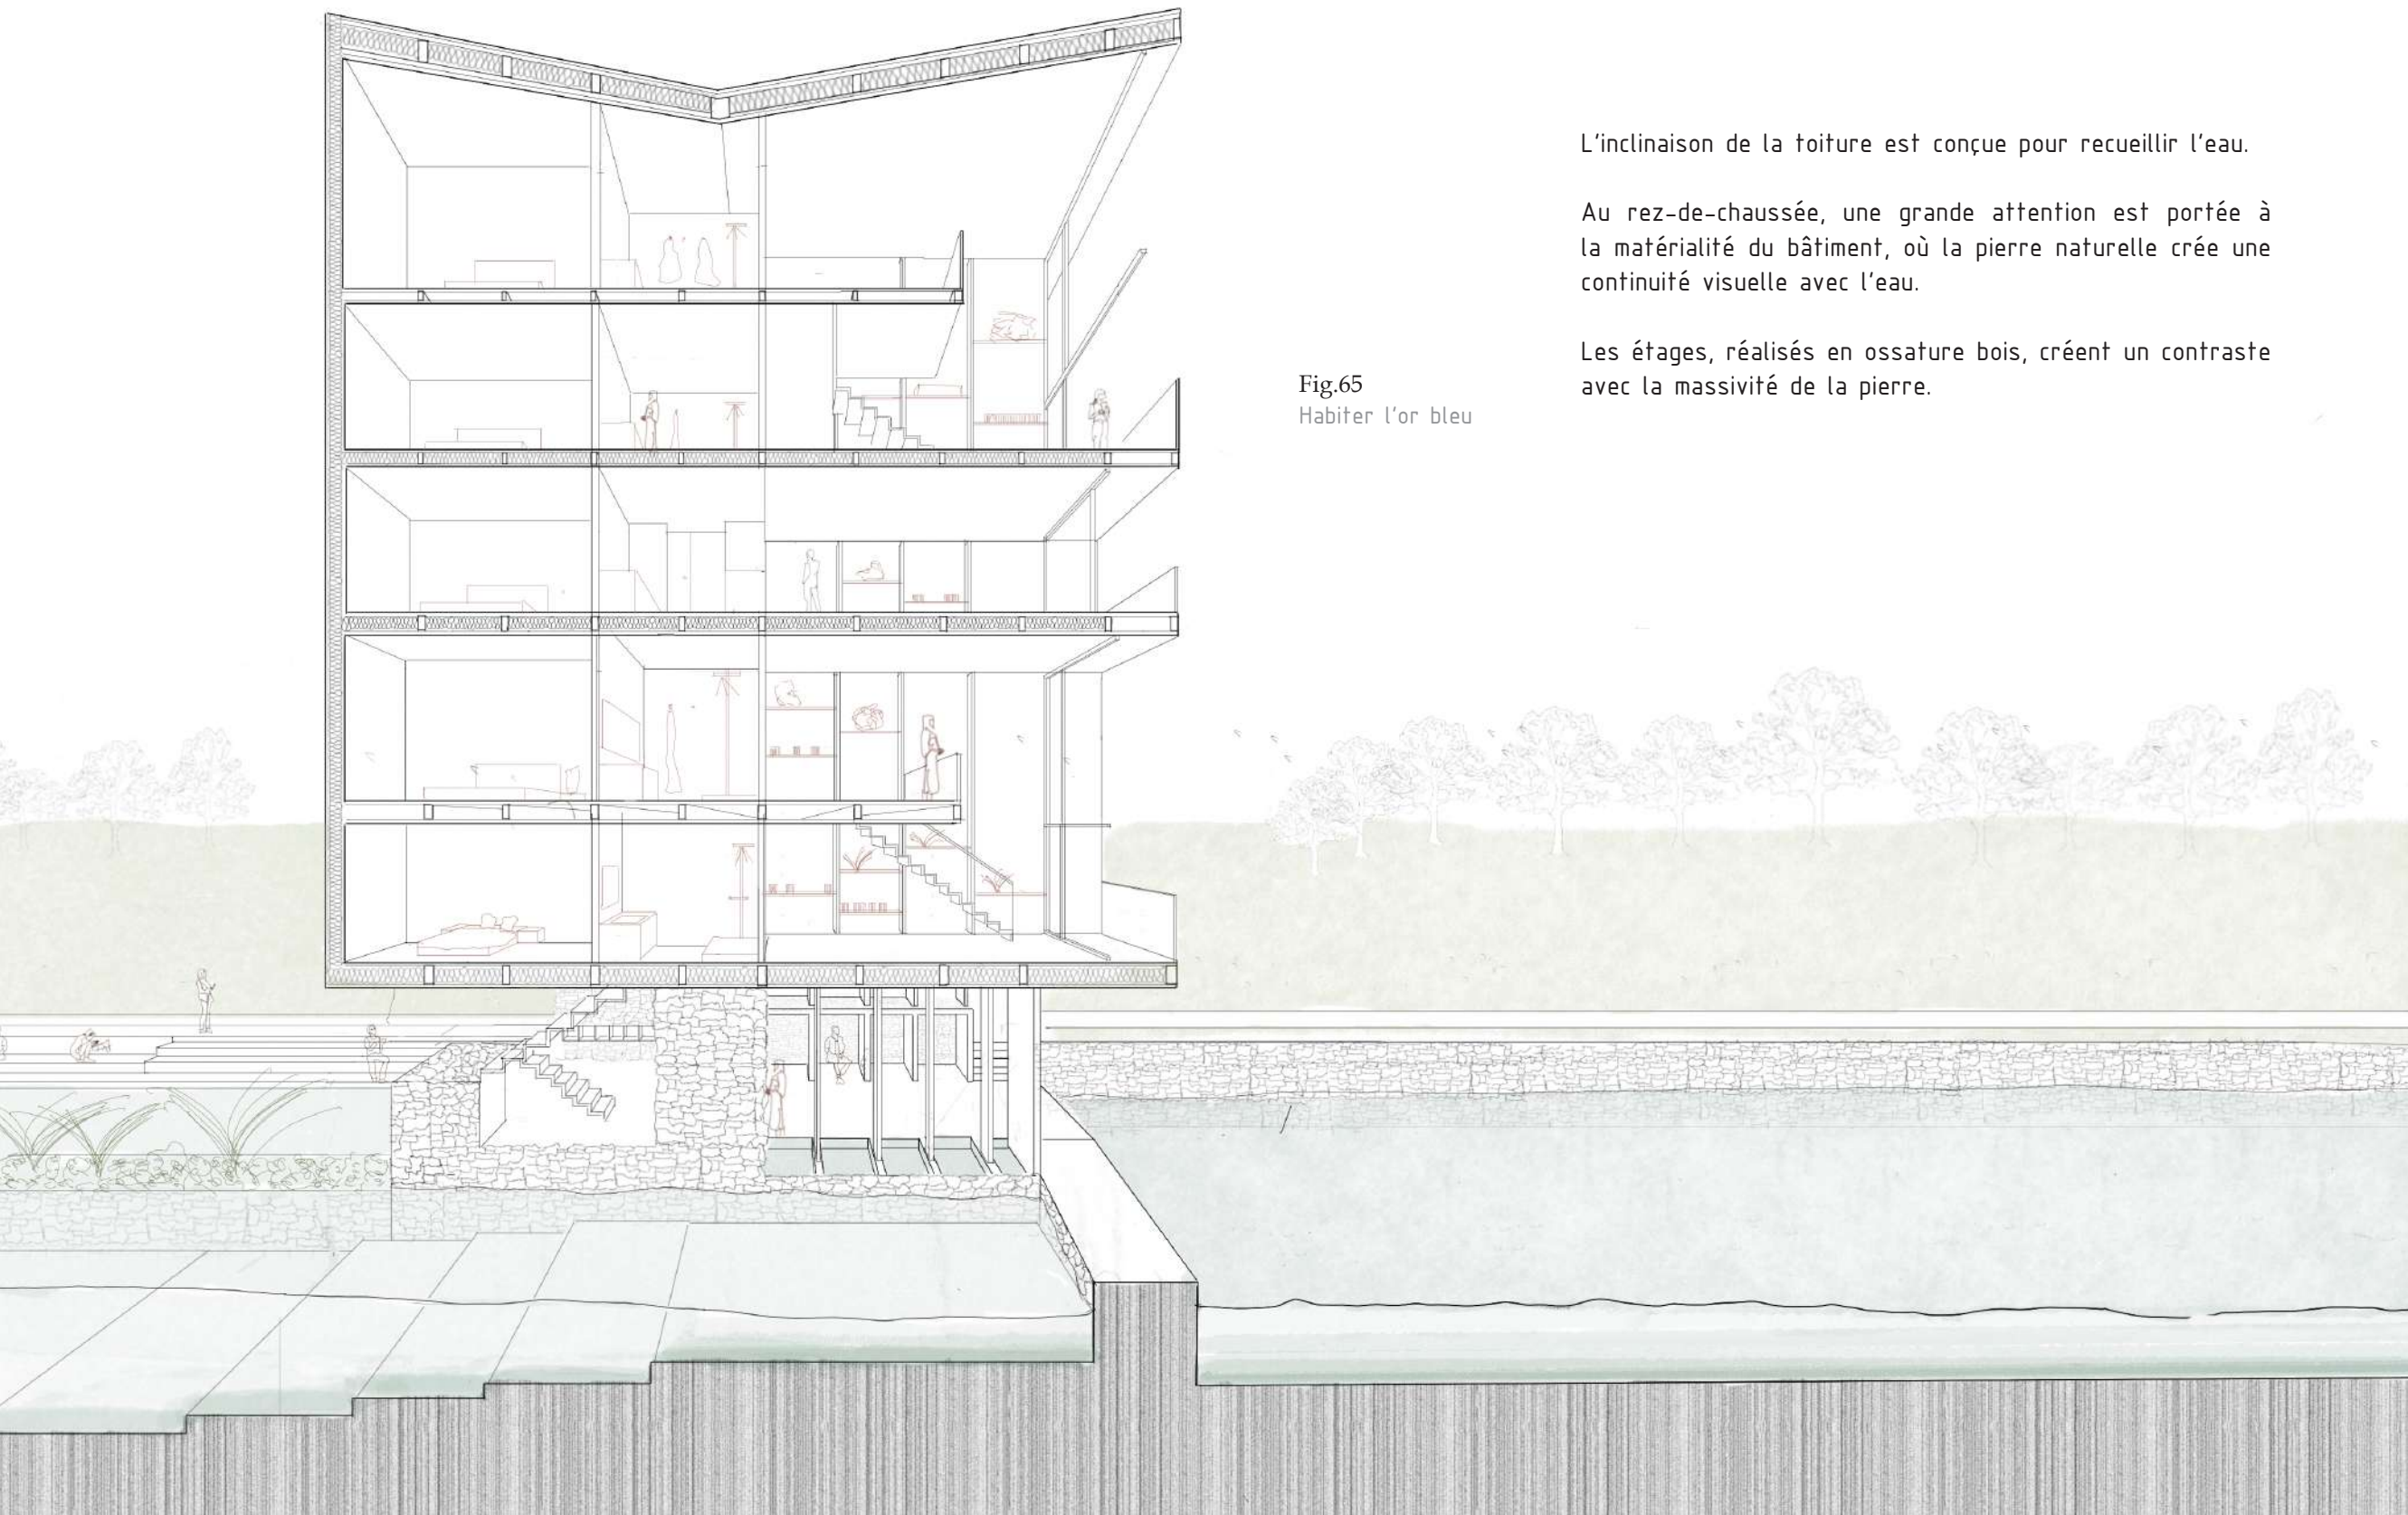 L'inclinaison de la toiture est conçue pour recueillir l'eau.
Au rez-de-chaussée, une grande attention est portée à
la matérialité du bâtiment, où la pierre naturelle crée une
continuité visuelle avec l'eau.
Les étages, réalisés en ossature bois, créent un contraste
avec la massivité de la pierre.
Fig.65
Habiter l'or bleu